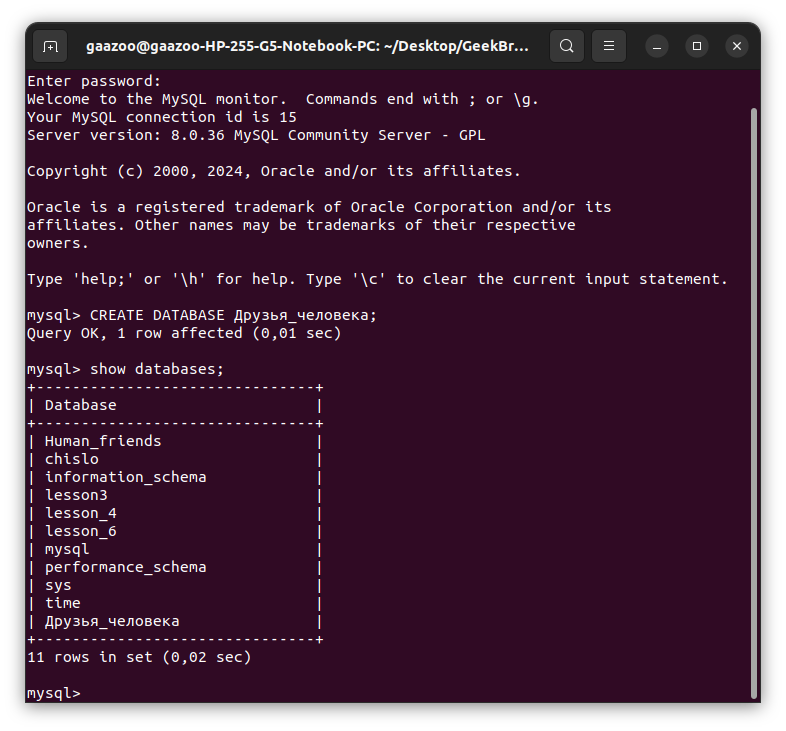 gaazoo@gaazoo-HP-255-G5-Notebook-PC: ~/Desktop/GeekBr...
Enter password:
Welcome to the MySQL monitor.  Commands end with ; or \g.
Your MySQL connection id is 15
Server version: 8.0.36 MySQL Community Server - GPL
Copyright (c) 2000, 2024, Oracle and/or its affiliates.
Oracle is a registered trademark of Oracle Corporation and/or its
affiliates. Other names may be trademarks of their respective
owners.
Type 'help;' or '\h' for help. Type '\c' to clear the current input statement.
mysql> CREATE DATABASE Друзья_человека;
Query OK, 1 row affected (0,01 sec)
mysql> show databases;
+-------------------------------+
| Database                      |
+-------------------------------+
| Human_friends                 |
| chislo                        |
| information_schema            |
| lesson3                       |
| lesson_4                      |
| lesson_6                      |
| mysql                         |
| performance_schema            |
| sys                           |
| time                          |
| Друзья_человека               |
+-------------------------------+
11 rows in set (0,02 sec)
mysql>